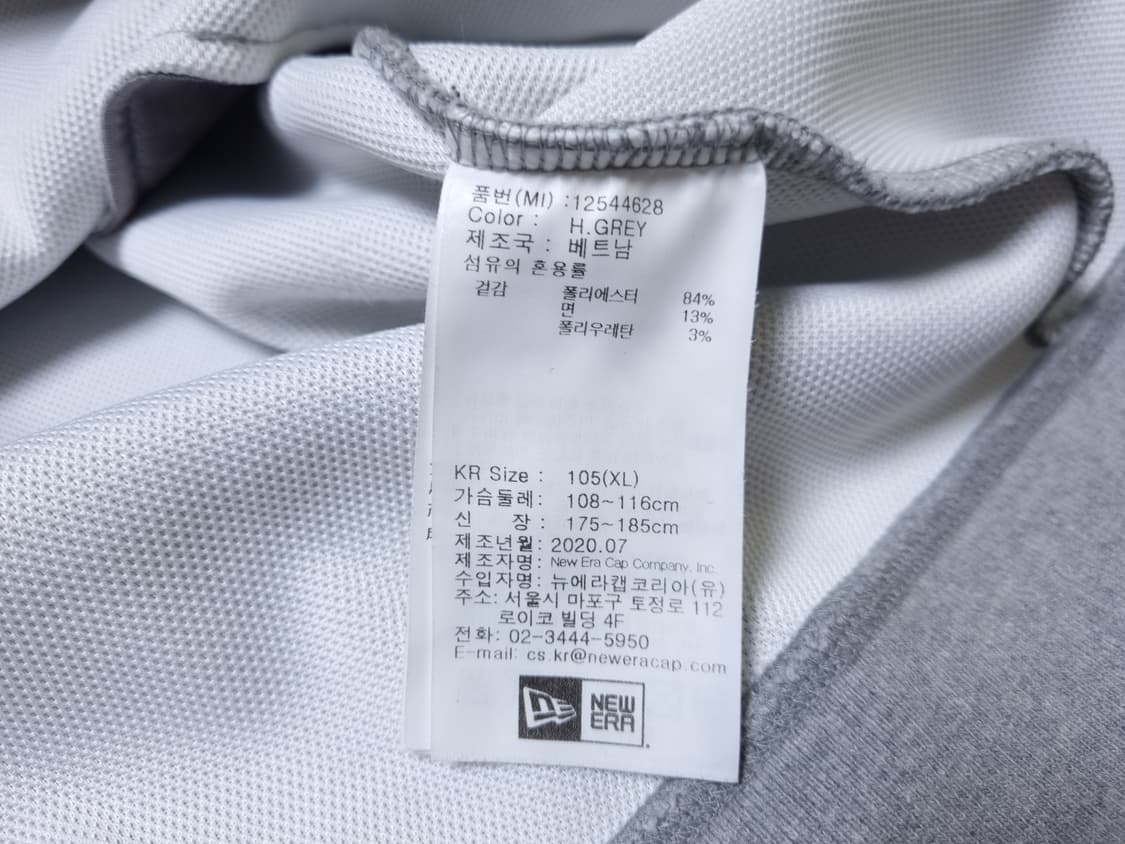 품번(MI) : 12544628
Color : H.GREY
제조국 : 베트남
섬유의 혼용률
겉감 폴리에스터 84%
면 13%
폴리우레탄 3%
KR Size : 105(XL)
가슴둘레: 108~116cm
신 장 : 175~185cm
제조년월: 2020.07
제조자명: New Era Cap Company, Inc.
수입자명: 뉴에라캡코리아(유)
주소: 서울시 마포구 토정로 112
로이코 빌딩 4F
전화: 02-3444-5950
E-mail: cs.kr@neweracap.com
NEW
ERA